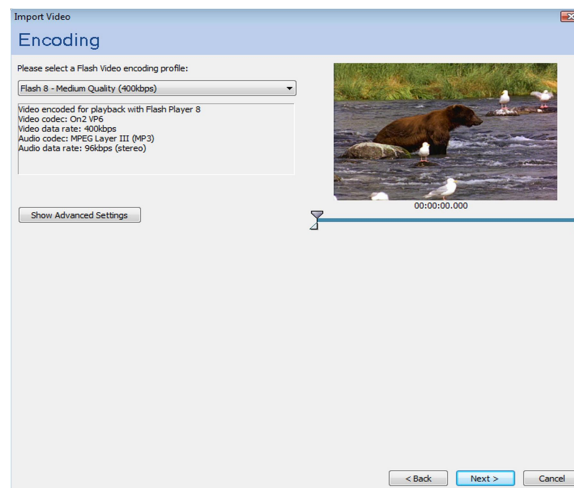 Import Video
Encoding
Please select a Flash Video encoding profile:
Flash 8 - Medium Quality (400kbps)
Video encoded for playback with Flash Player 8
Video codec: On2 VP6
Video data rate: 400kbps
Audio codec: MPEG Layer III (MP3)
Audio data rate: 96kbps (stereo)
00:00:00.000
Show Advanced Settings
< Back
Next >
Cancel